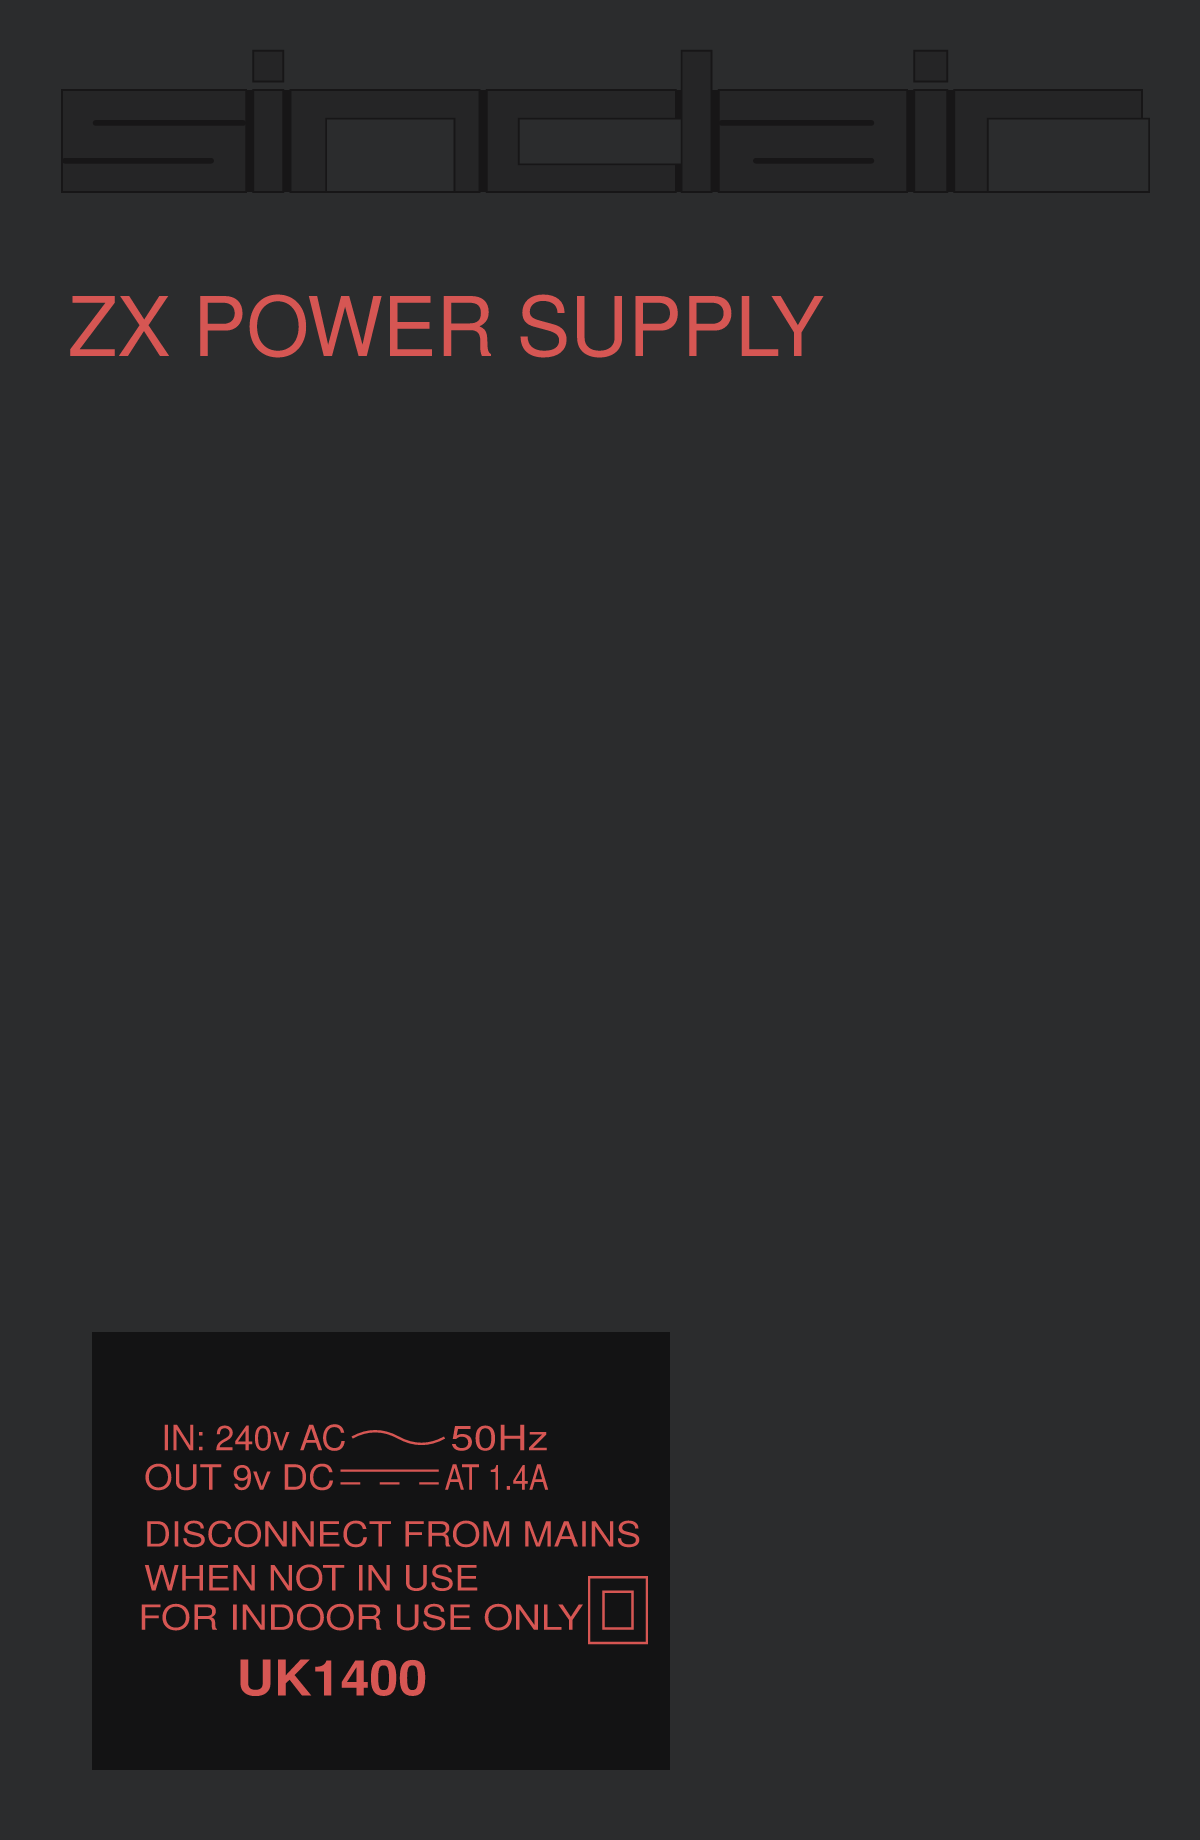 sinclair
ZX POWER SUPPLY
IN: 240v AC 50Hz
OUT 9v DC AT 1.4A
DISCONNECT FROM MAINS
WHEN NOT IN USE
FOR INDOOR USE ONLY
UK1400